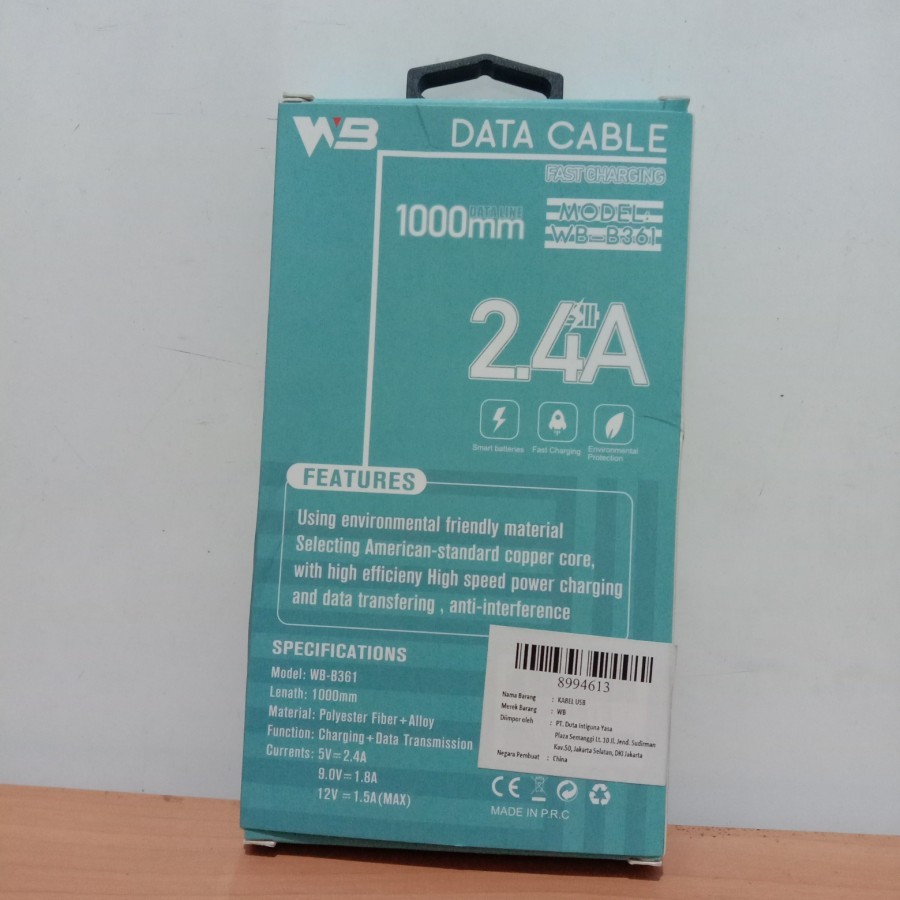 WB
DATA CABLE
FAST CHARGING
DATA LINE
1000mm
MODEL:
WB-B361
2.4A
Smart batteries
Fast Charging
Environmental
Protection
FEATURES
Using environmental friendly material
Selecting American-standard copper core,
with high efficieny High speed power charging
and data transfering , anti-interference
SPECIFICATIONS
Model: WB-B361
Lenath: 1000mm
Material: Polyester Fiber+Alloy
Function: Charging+Data Transmission
Currents: 5V=2.4A
9.0V=1.8A
12V=1.5A(MAX)
8994613
Nama Barang : KABEL USB
Merek Barang : WB
Diimpor oleh : PT. Duta Intiguna Yasa
Plaza Semanggi Lt. 10 Jl. Jend. Sudirman
Kav.50, Jakarta Selatan, DKI Jakarta
Negara Pembuat : China
CE
MADE IN P.R.C